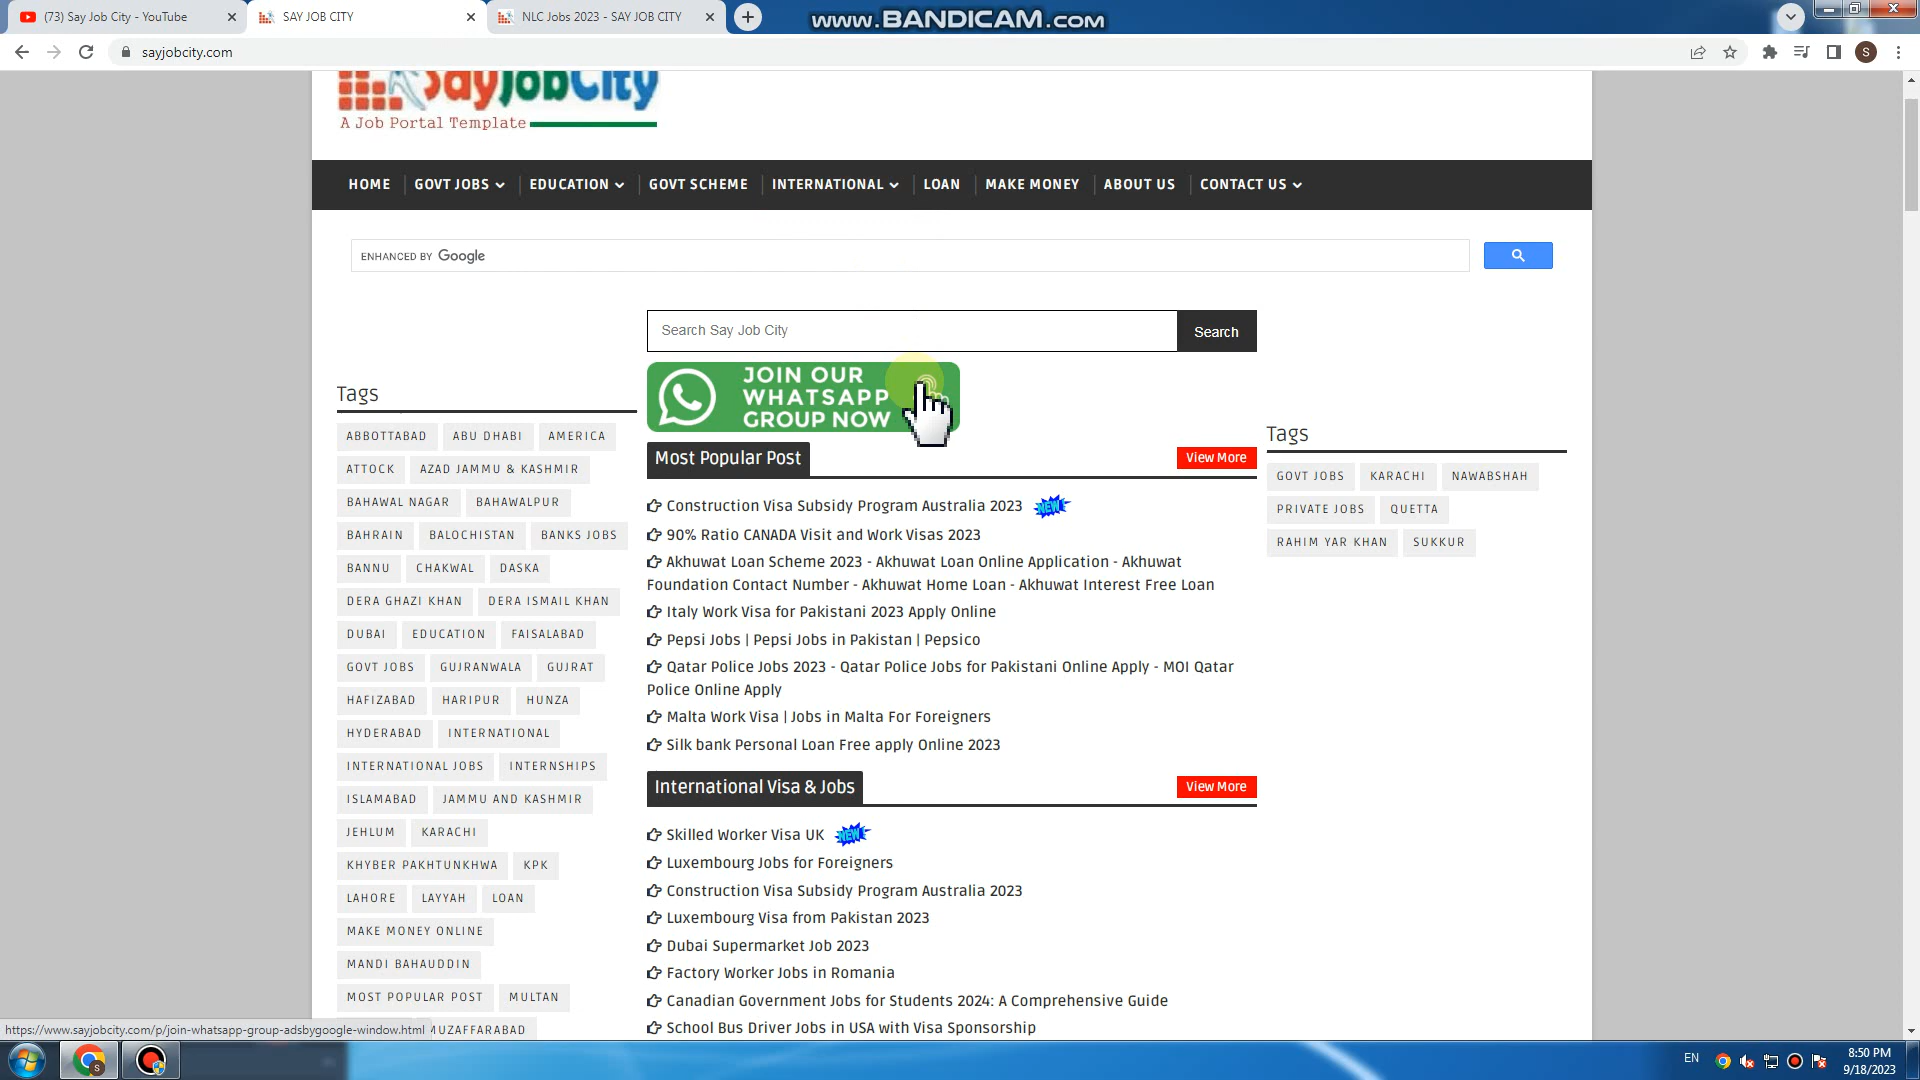 (73) Say Job City - YouTube
SAY JOB CITY
NLC Jobs 2023 - SAY JOB CITY
www.BANDICAM.com
sayjobcity.com
S
SayJobCity
A Job Portal Template
HOME
GOVT JOBS
EDUCATION
GOVT SCHEME
INTERNATIONAL
LOAN
MAKE MONEY
ABOUT US
CONTACT US
ENHANCED BY Google
Search Say Job City
Search
JOIN OUR
WHATSAPP
GROUP NOW
Tags
ABBOTTABAD
ABU DHABI
AMERICA
ATTOCK
AZAD JAMMU & KASHMIR
BAHAWAL NAGAR
BAHAWALPUR
BAHRAIN
BALOCHISTAN
BANKS JOBS
BANNU
CHAKWAL
DASKA
DERA GHAZI KHAN
DERA ISMAIL KHAN
DUBAI
EDUCATION
FAISALABAD
GOVT JOBS
GUJRANWALA
GUJRAT
HAFIZABAD
HARIPUR
HUNZA
HYDERABAD
INTERNATIONAL
INTERNATIONAL JOBS
INTERNSHIPS
ISLAMABAD
JAMMU AND KASHMIR
JEHLUM
KARACHI
KHYBER PAKHTUNKHWA
KPK
LAHORE
LAYYAH
LOAN
MAKE MONEY ONLINE
MANDI BAHAUDDIN
MOST POPULAR POST
MULTAN
MUZAFFARABAD
Most Popular Post
View More
Construction Visa Subsidy Program Australia 2023 NEW
90% Ratio CANADA Visit and Work Visas 2023
Akhuwat Loan Scheme 2023 - Akhuwat Loan Online Application - Akhuwat
Foundation Contact Number - Akhuwat Home Loan - Akhuwat Interest Free Loan
Italy Work Visa for Pakistani 2023 Apply Online
Pepsi Jobs | Pepsi Jobs in Pakistan | Pepsico
Qatar Police Jobs 2023 - Qatar Police Jobs for Pakistani Online Apply - MOI Qatar
Police Online Apply
Malta Work Visa | Jobs in Malta For Foreigners
Silk bank Personal Loan Free apply Online 2023
International Visa & Jobs
View More
Skilled Worker Visa UK NEW
Luxembourg Jobs for Foreigners
Construction Visa Subsidy Program Australia 2023
Luxembourg Visa from Pakistan 2023
Dubai Supermarket Job 2023
Factory Worker Jobs in Romania
Canadian Government Jobs for Students 2024: A Comprehensive Guide
School Bus Driver Jobs in USA with Visa Sponsorship
Tags
GOVT JOBS
KARACHI
NAWABSHAH
PRIVATE JOBS
QUETTA
RAHIM YAR KHAN
SUKKUR
https://www.sayjobcity.com/p/join-whatsapp-group-adsbygoogle-window.html
S
EN
8:50 PM
9/18/2023